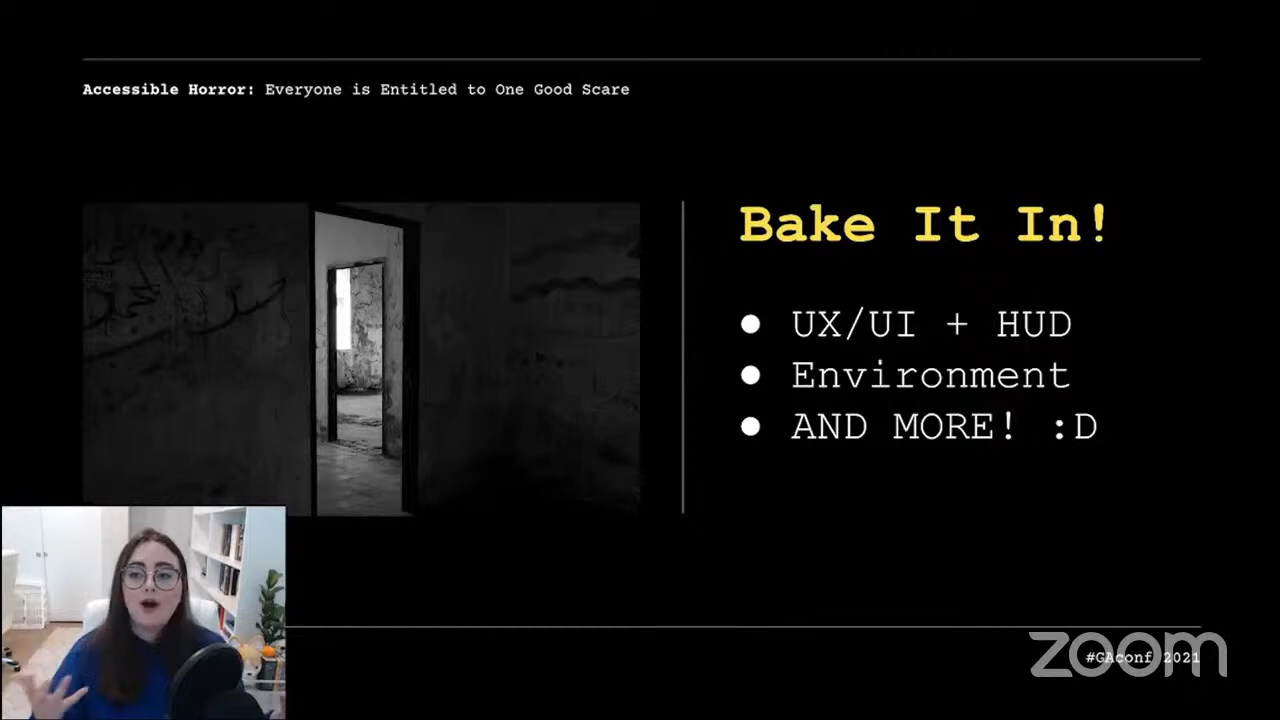 Accessible Horror: Everyone is Entitled to One Good Scare
Bake It In!
● UX/UI + HUD
● Environment
● AND MORE! :D
#GAconf 2021
zoom